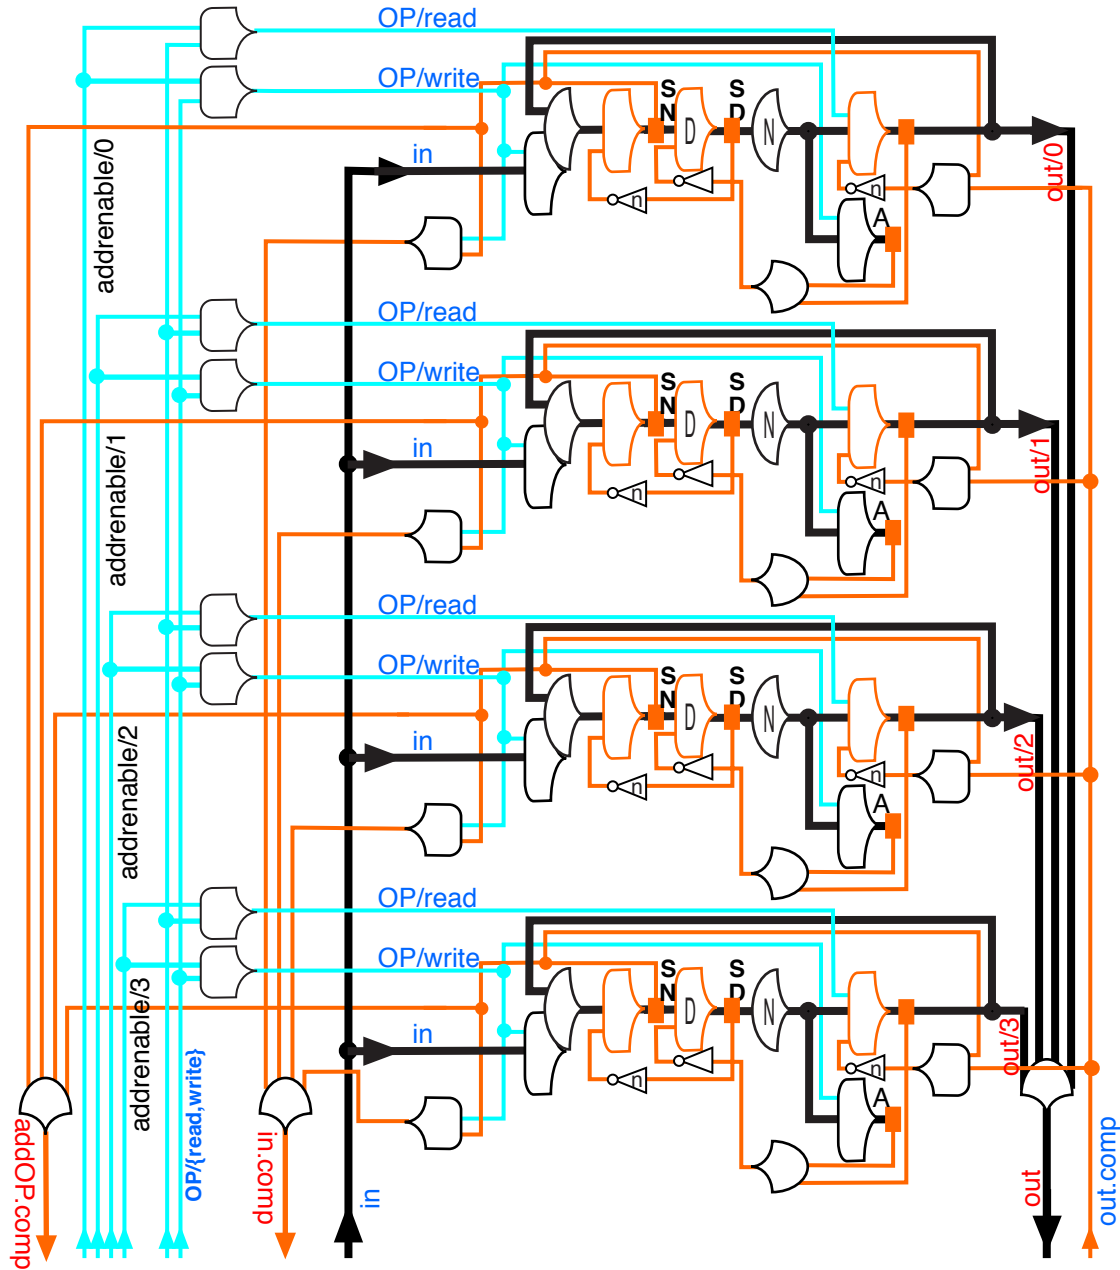 OP/read
OP/write
S
N
S
D
D
N
in
n
n
A
addrenable/0
out/0
OP/read
OP/write
S
N
S
D
D
N
in
n
n
A
addrenable/1
out/1
OP/read
OP/write
S
N
S
D
D
N
in
n
n
A
addrenable/2
out/2
OP/read
OP/write
S
N
S
D
D
N
in
n
n
A
addrenable/3
out/3
addOP.comp
OP/{read,write}
in.comp
in
out
out.comp